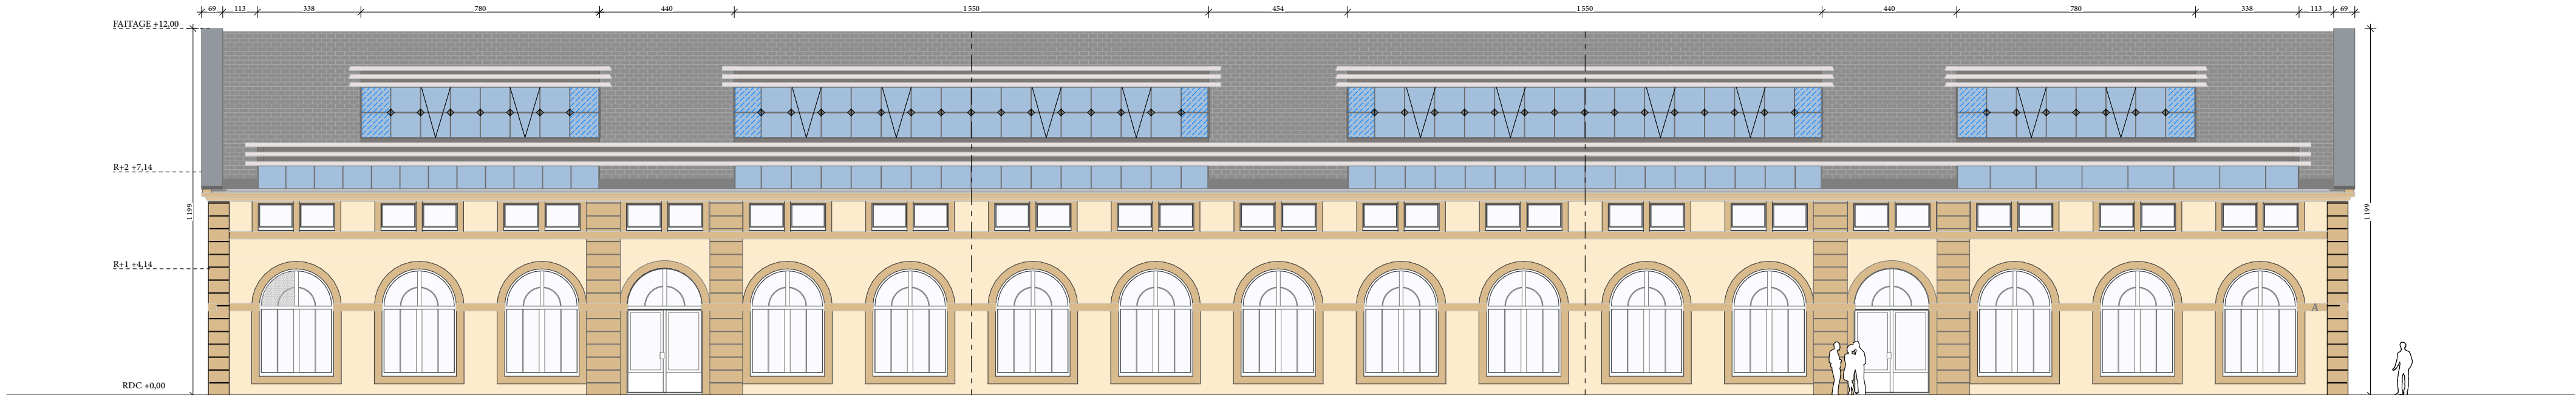 69 113 338 780 440 1 550 454 1 550 440 780 338 113 69
FAITAGE +12,00
R+2 +7,14
1 199
1 199
R+1 +4,14
A
RDC +0,00